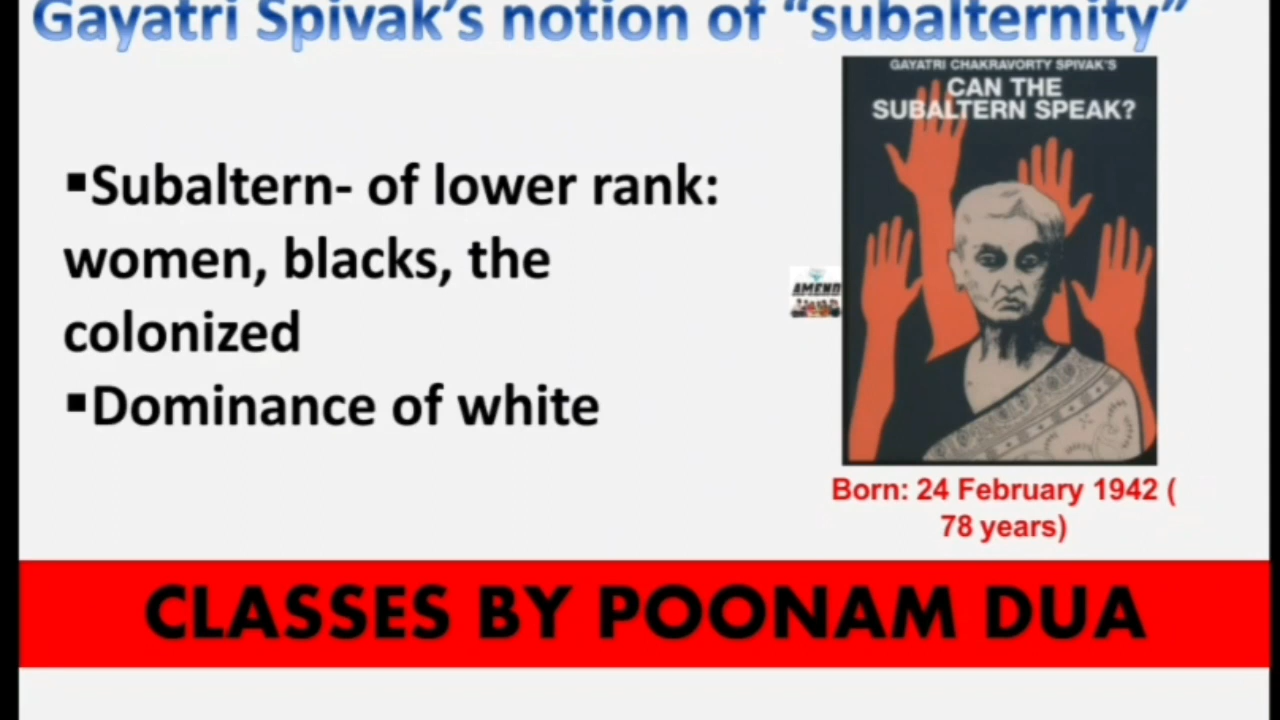 Gayatri Spivak's notion of “subalternity”
GAYATRI CHAKRAVORTY SPIVAK'S
CAN THE
SUBALTERN SPEAK?
▪Subaltern- of lower rank:
women, blacks, the
colonized
▪Dominance of white
AMEND
Born: 24 February 1942 (
78 years)
CLASSES BY POONAM DUA